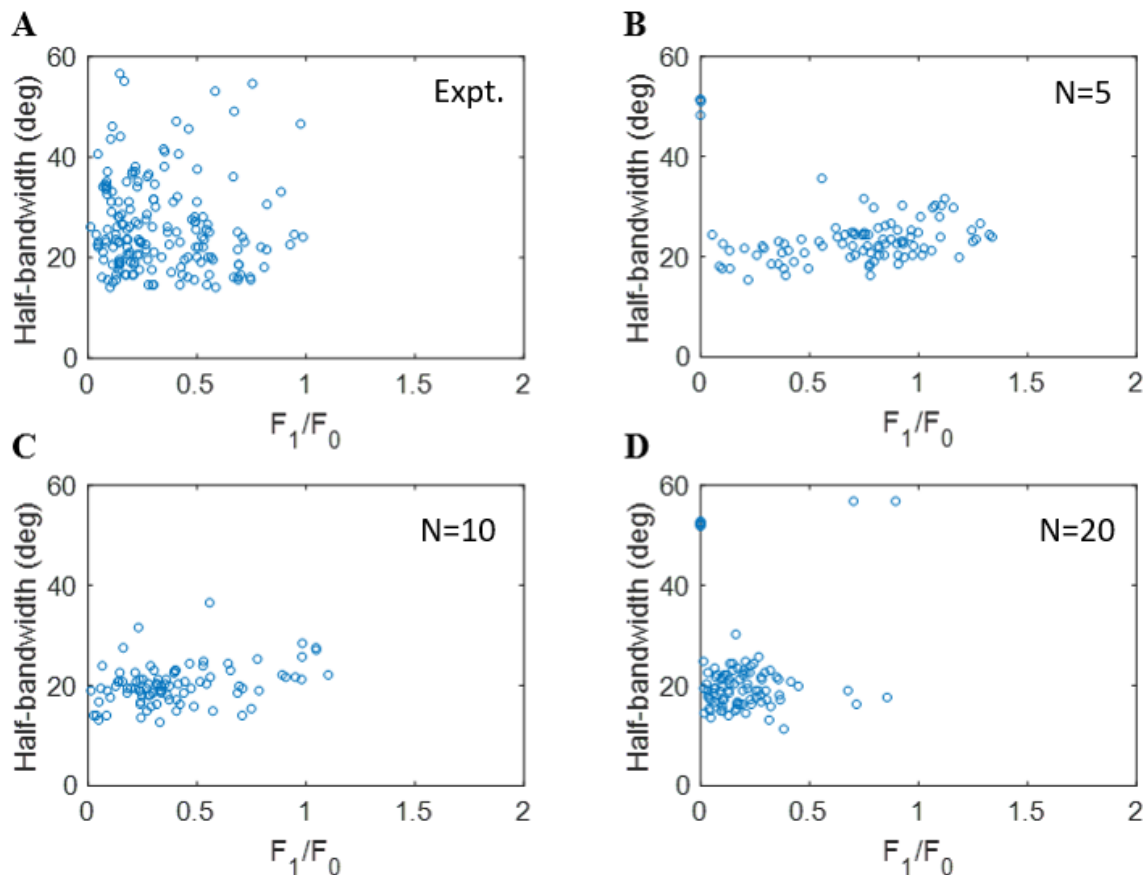 A
60
40
20
0
Half-bandwidth (deg)
Expt.
0 0.5 1 1.5 2
F₁/F₀
B
60
40
20
0
Half-bandwidth (deg)
N=5
0 0.5 1 1.5 2
F₁/F₀
C
60
40
20
0
Half-bandwidth (deg)
N=10
0 0.5 1 1.5 2
F₁/F₀
D
60
40
20
0
Half-bandwidth (deg)
N=20
0 0.5 1 1.5 2
F₁/F₀